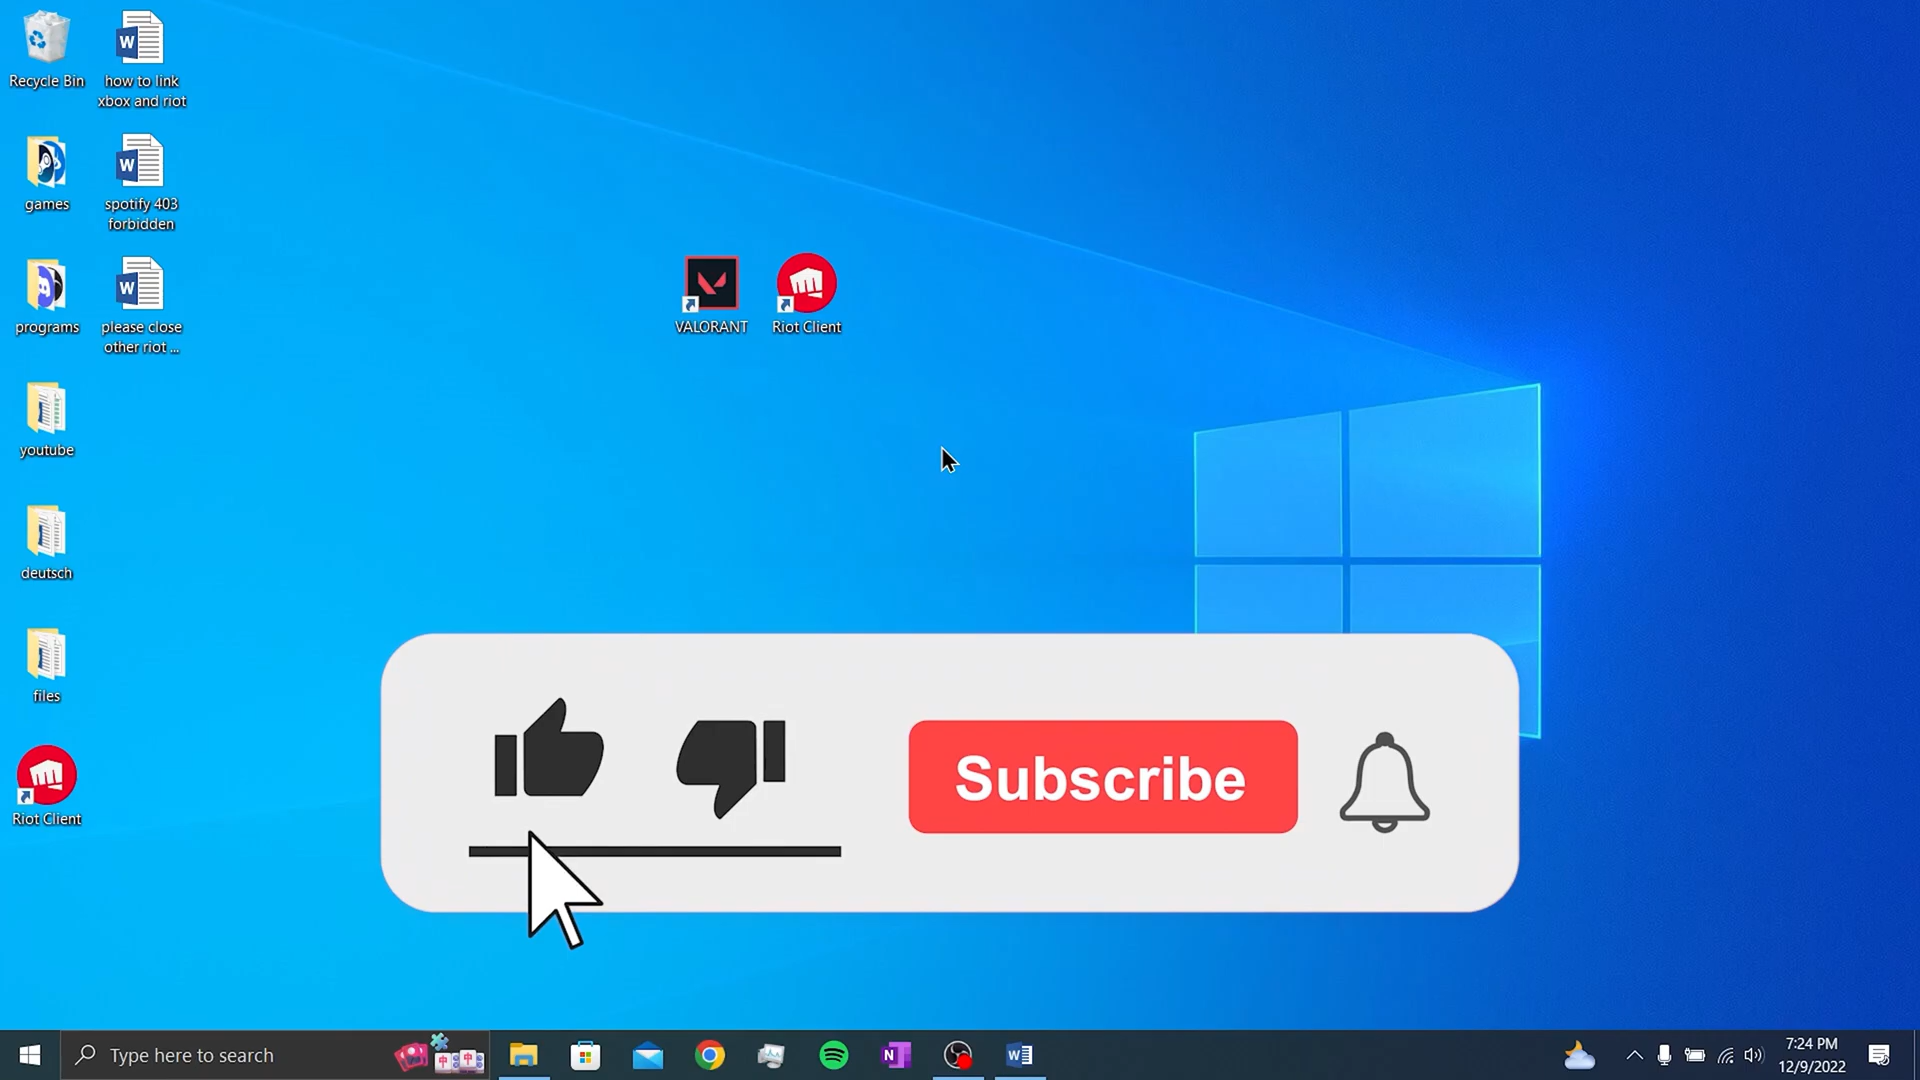 Recycle Bin
how to link
xbox and riot
games
spotify 403
forbidden
programs
please close
other riot ...
VALORANT
Riot Client
youtube
deutsch
files
Riot Client
Subscribe
Type here to search
7:24 PM
12/9/2022